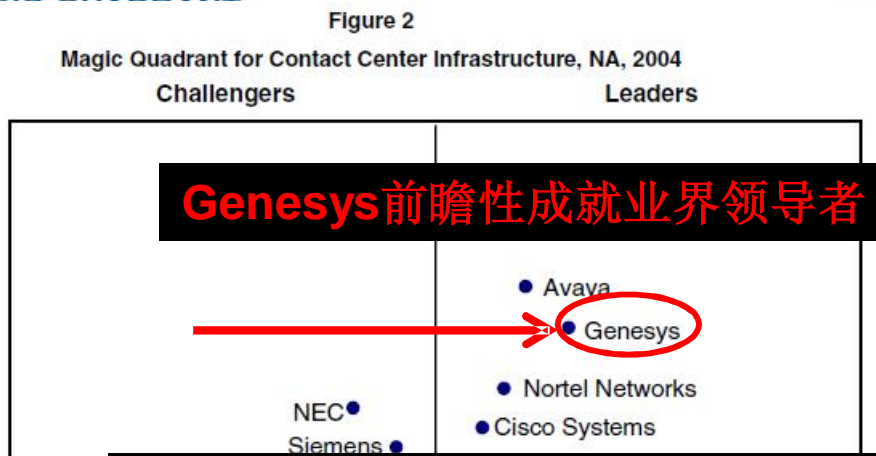 Figure 2
Magic Quadrant for Contact Center Infrastructure, NA, 2004
Challengers Leaders
Genesys前瞻性成就业界领导者
Avaya
Genesys
Nortel Networks
NEC
Cisco Systems
Siemens